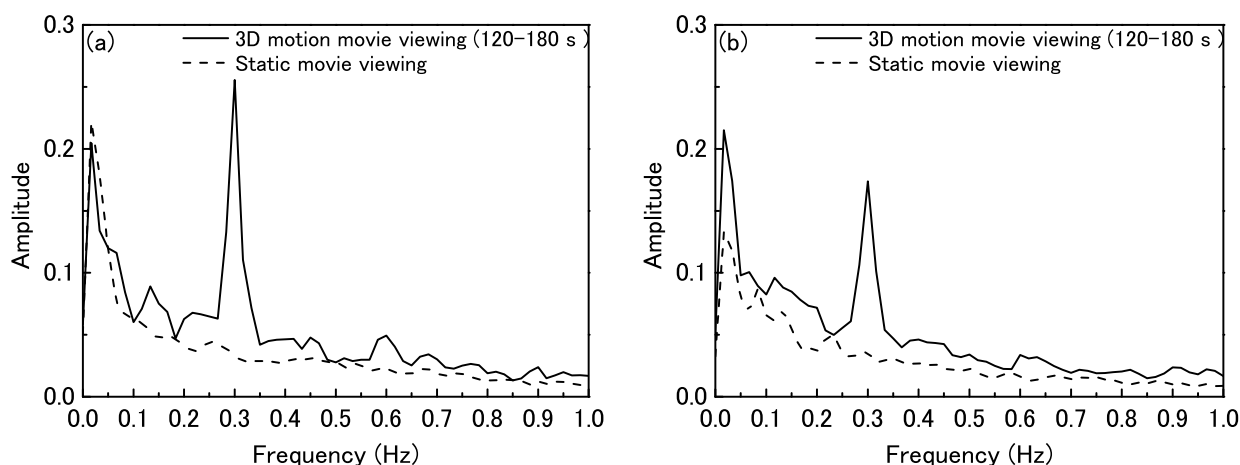 (a)
3D motion movie viewing (120-180 s )
Static movie viewing
0.3
0.2
0.1
0.0
Amplitude
0.0 0.1 0.2 0.3 0.4 0.5 0.6 0.7 0.8 0.9 1.0
Frequency (Hz)
(b)
3D motion movie viewing (120-180 s )
Static movie viewing
0.3
0.2
0.1
0.0
Amplitude
0.0 0.1 0.2 0.3 0.4 0.5 0.6 0.7 0.8 0.9 1.0
Frequency (Hz)